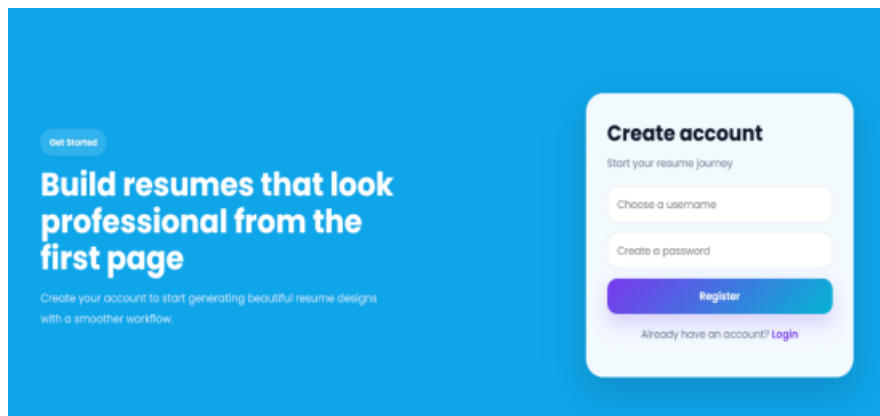 Get Started
Build resumes that look
professional from the
first page
Create your account to start generating beautiful resume designs
with a smoother workflow.
Create account
Start your resume journey
Choose a username
Create a password
Register
Already have an account? Login